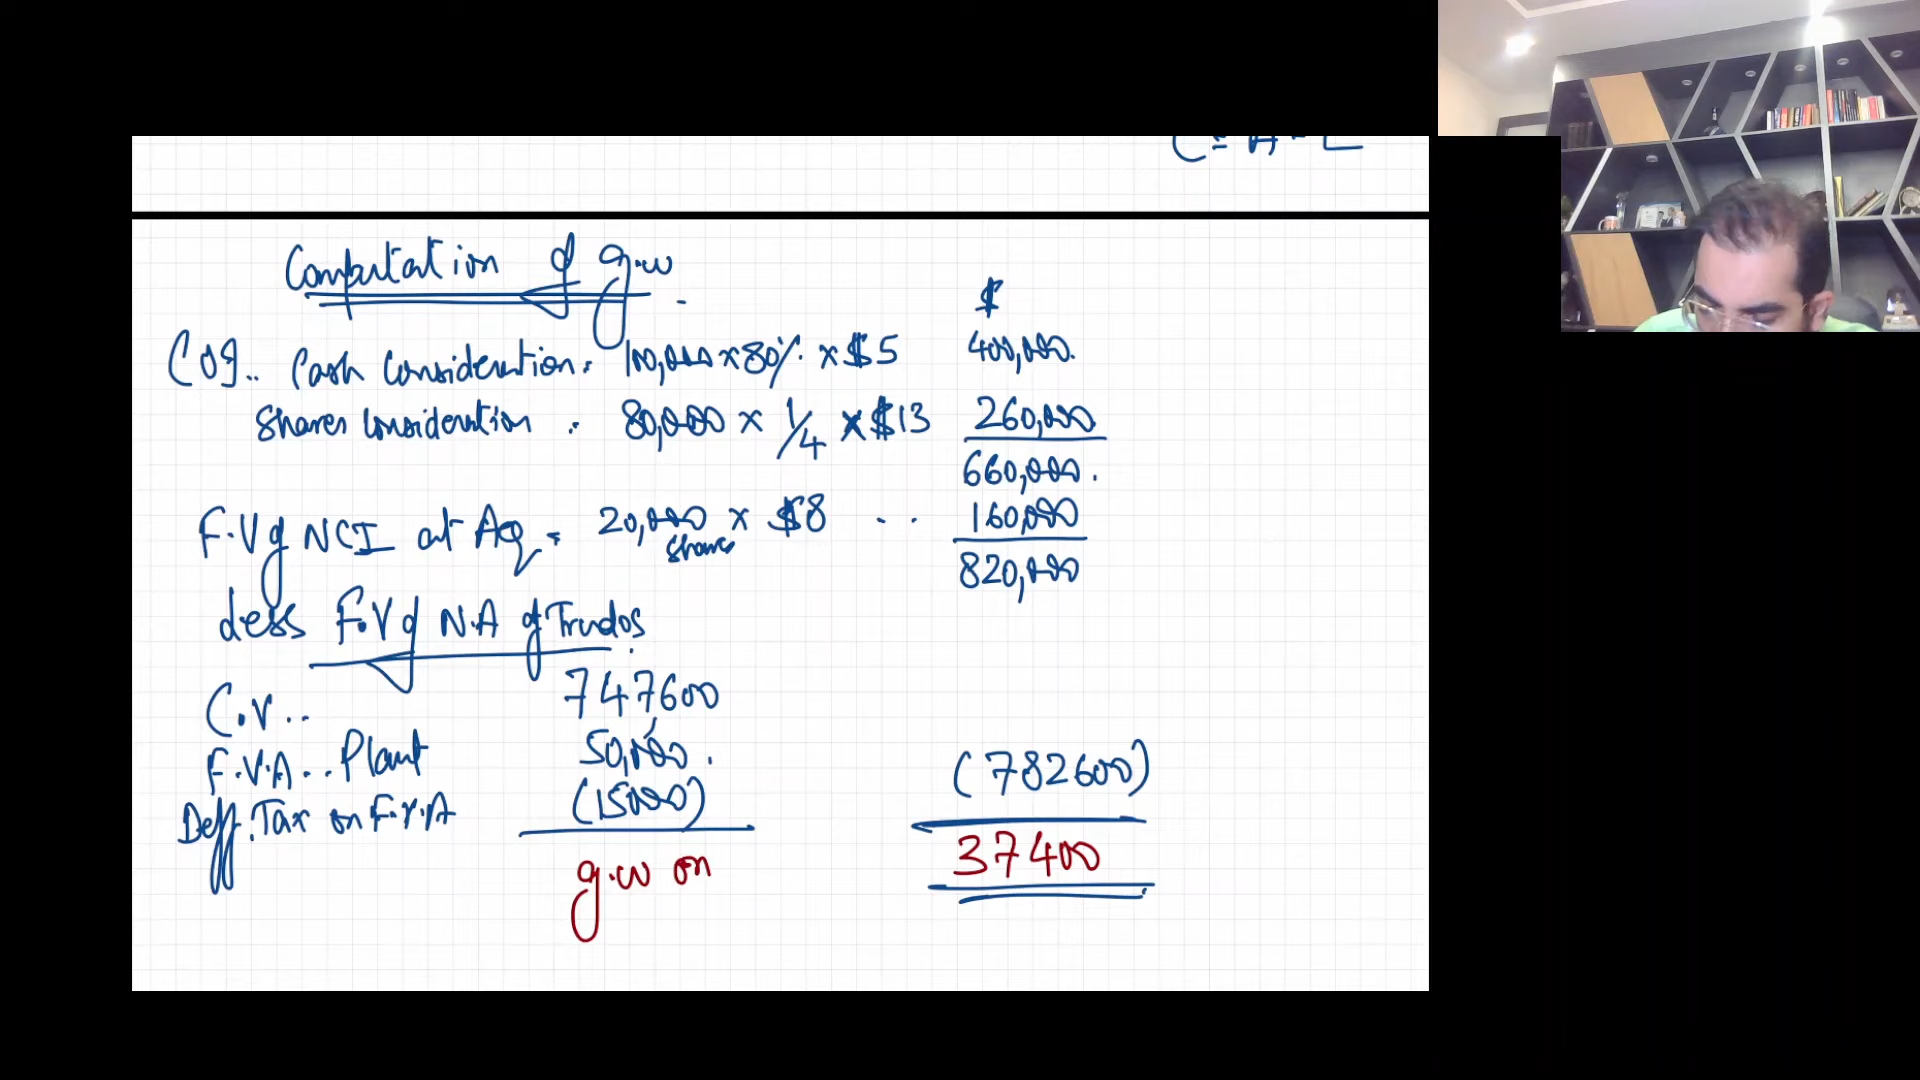 C = A - L
Computation of g.w.
$
COI.. Cash Consideration. 100,000 x 80% x $5 400,000.
Shares Consideration . 80,000 x 1/4 x $13 260,000
660,000.
F.V of NCI at Aq. = 20,000 x $8 .. 160,000
shares
820,000
Less F.V of N.A of Trudos.
C.V.. 747600
F.V.A.. Plant 50,000. (782600)
Deff. Tax on F.V.A (15000)
g.w on 37400